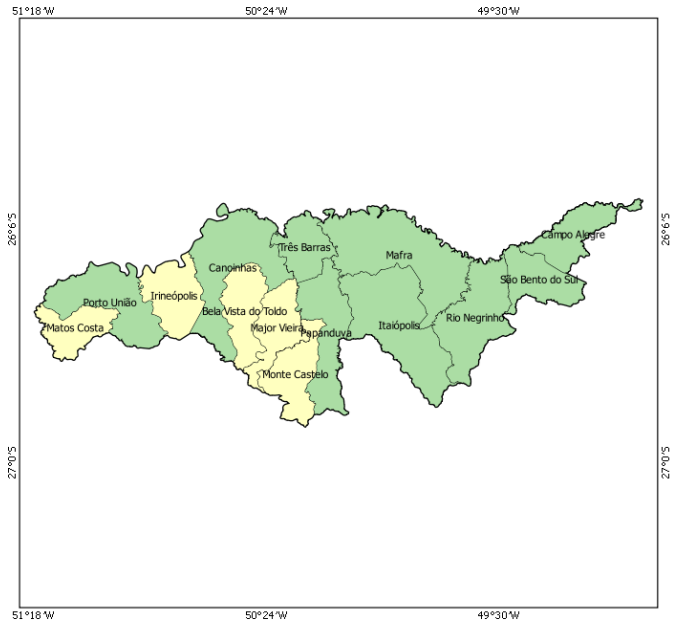 51°18'W 50°24'W 49°30'W
26°6'S 26°6'S
Campo Alegre
Três Barras
Mafra
Canoinhas
São Bento do Sul
Irineópolis
Porto União
Bela Vista do Toldo
Rio Negrinho
Matos Costa
Major Vieira
Itaiópolis
Papanduva
Monte Castelo
27°0'S 27°0'S
51°18'W 50°24'W 49°30'W